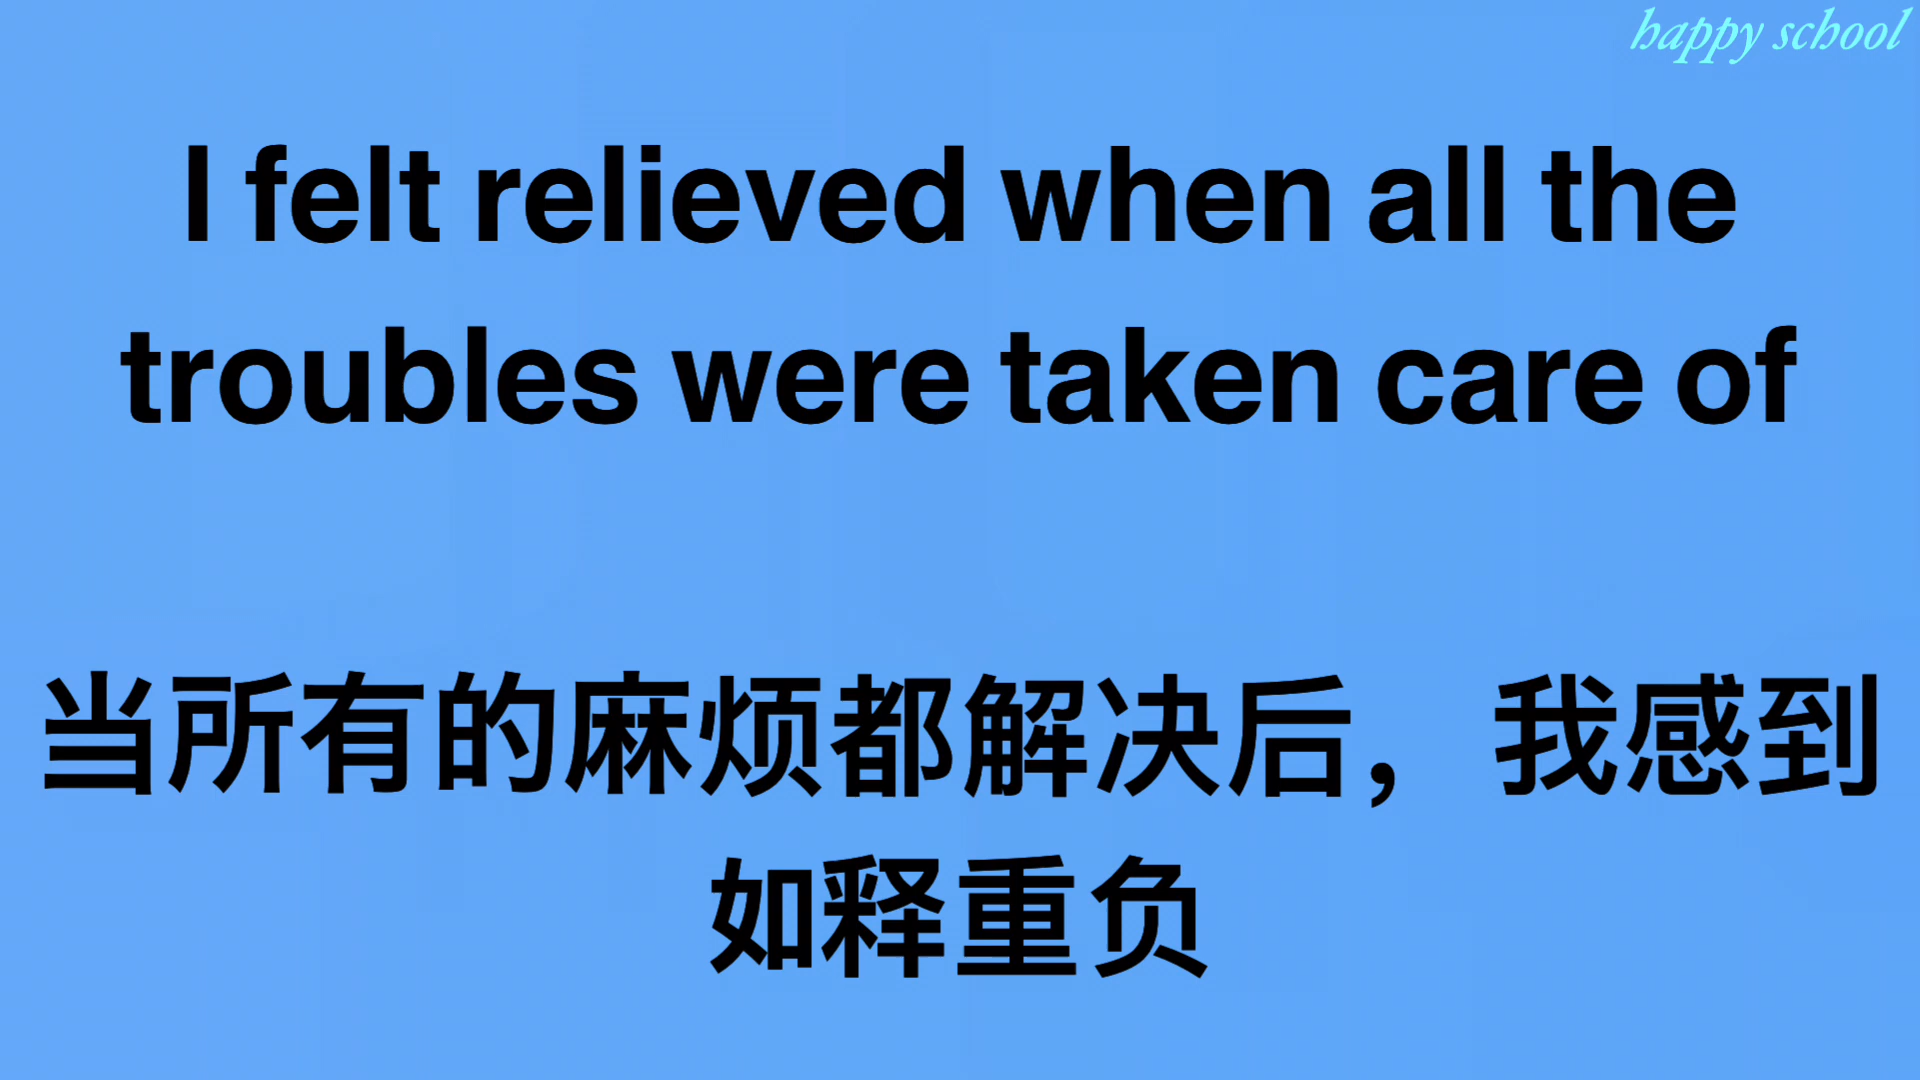 happy school
I felt relieved when all the
troubles were taken care of
当所有的麻烦都解决后，我感到
如释重负